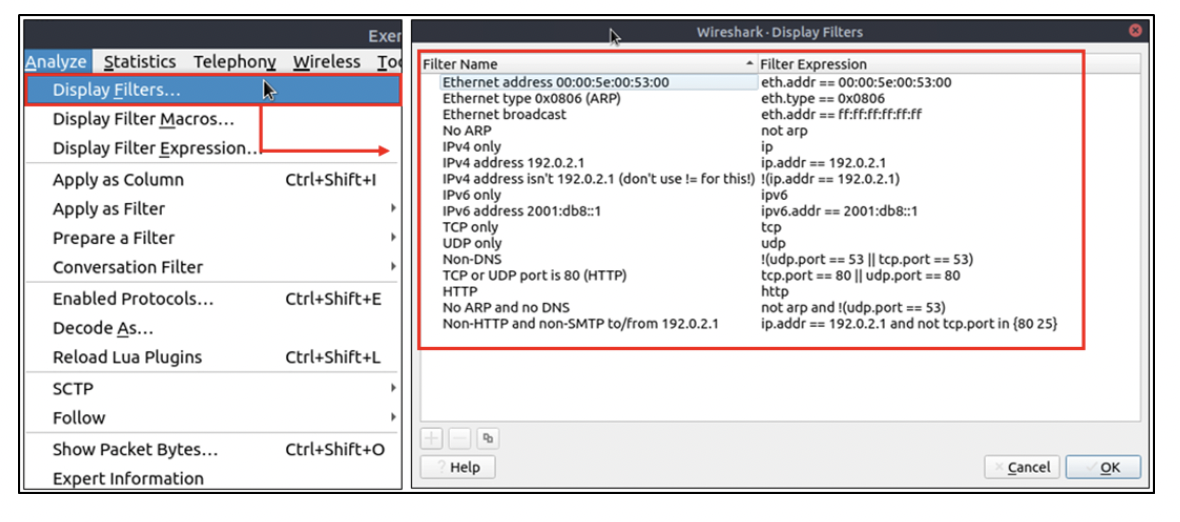 Exer
Analyze Statistics Telephony Wireless Too
Display Filters...
Display Filter Macros...
Display Filter Expression...
Apply as Column Ctrl+Shift+I
Apply as Filter
Prepare a Filter
Conversation Filter
Enabled Protocols... Ctrl+Shift+E
Decode As...
Reload Lua Plugins Ctrl+Shift+L
SCTP
Follow
Show Packet Bytes... Ctrl+Shift+O
Expert Information
Wireshark · Display Filters
Filter Name Filter Expression
Ethernet address 00:00:5e:00:53:00 eth.addr == 00:00:5e:00:53:00
Ethernet type 0x0806 (ARP) eth.type == 0x0806
Ethernet broadcast eth.addr == ff:ff:ff:ff:ff:ff
No ARP not arp
IPv4 only ip
IPv4 address 192.0.2.1 ip.addr == 192.0.2.1
IPv4 address isn't 192.0.2.1 (don't use != for this!) !(ip.addr == 192.0.2.1)
IPv6 only ipv6
IPv6 address 2001:db8::1 ipv6.addr == 2001:db8::1
TCP only tcp
UDP only udp
Non-DNS !(udp.port == 53 || tcp.port == 53)
TCP or UDP port is 80 (HTTP) tcp.port == 80 || udp.port == 80
HTTP http
No ARP and no DNS not arp and !(udp.port == 53)
Non-HTTP and non-SMTP to/from 192.0.2.1 ip.addr == 192.0.2.1 and not tcp.port in {80 25}
? Help Cancel OK